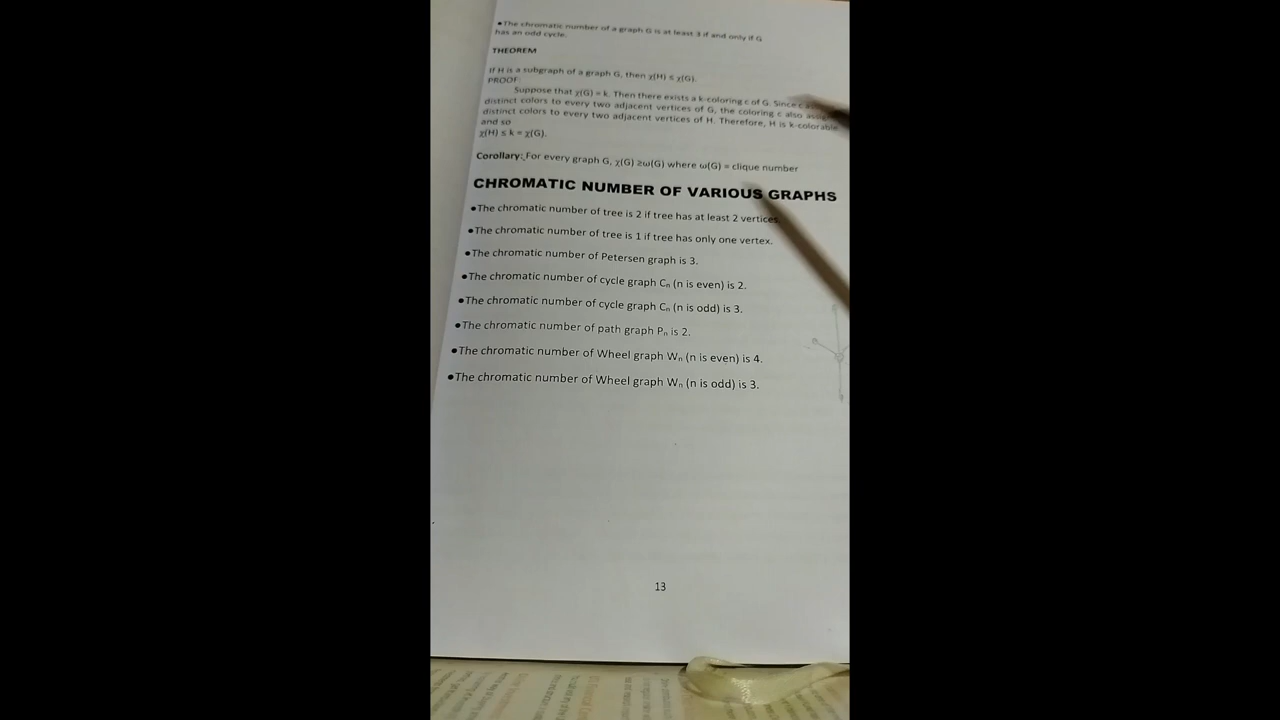 •The chromatic number of a graph G is at least 3 if and only if G
has an odd cycle.
THEOREM
If H is a subgraph of a graph G, then χ(H) ≤ χ(G).
PROOF:
Suppose that χ(G) = k. Then there exists a k-coloring c of G. Since c
distinct colors to every two adjacent vertices of G, the coloring c also
distinct colors to every two adjacent vertices of H. Therefore, H is k-colorable
and so
χ(H) ≤ k = χ(G).
Corollary: For every graph G, χ(G) ≥ω(G) where ω(G) = clique number
CHROMATIC NUMBER OF VARIOUS GRAPHS
•The chromatic number of tree is 2 if tree has at least 2 vertices
•The chromatic number of tree is 1 if tree has only one vertex.
•The chromatic number of Petersen graph is 3.
•The chromatic number of cycle graph Cₙ (n is even) is 2.
•The chromatic number of cycle graph Cₙ (n is odd) is 3.
•The chromatic number of path graph Pₙ is 2.
•The chromatic number of Wheel graph Wₙ (n is even) is 4.
•The chromatic number of Wheel graph Wₙ (n is odd) is 3.
13